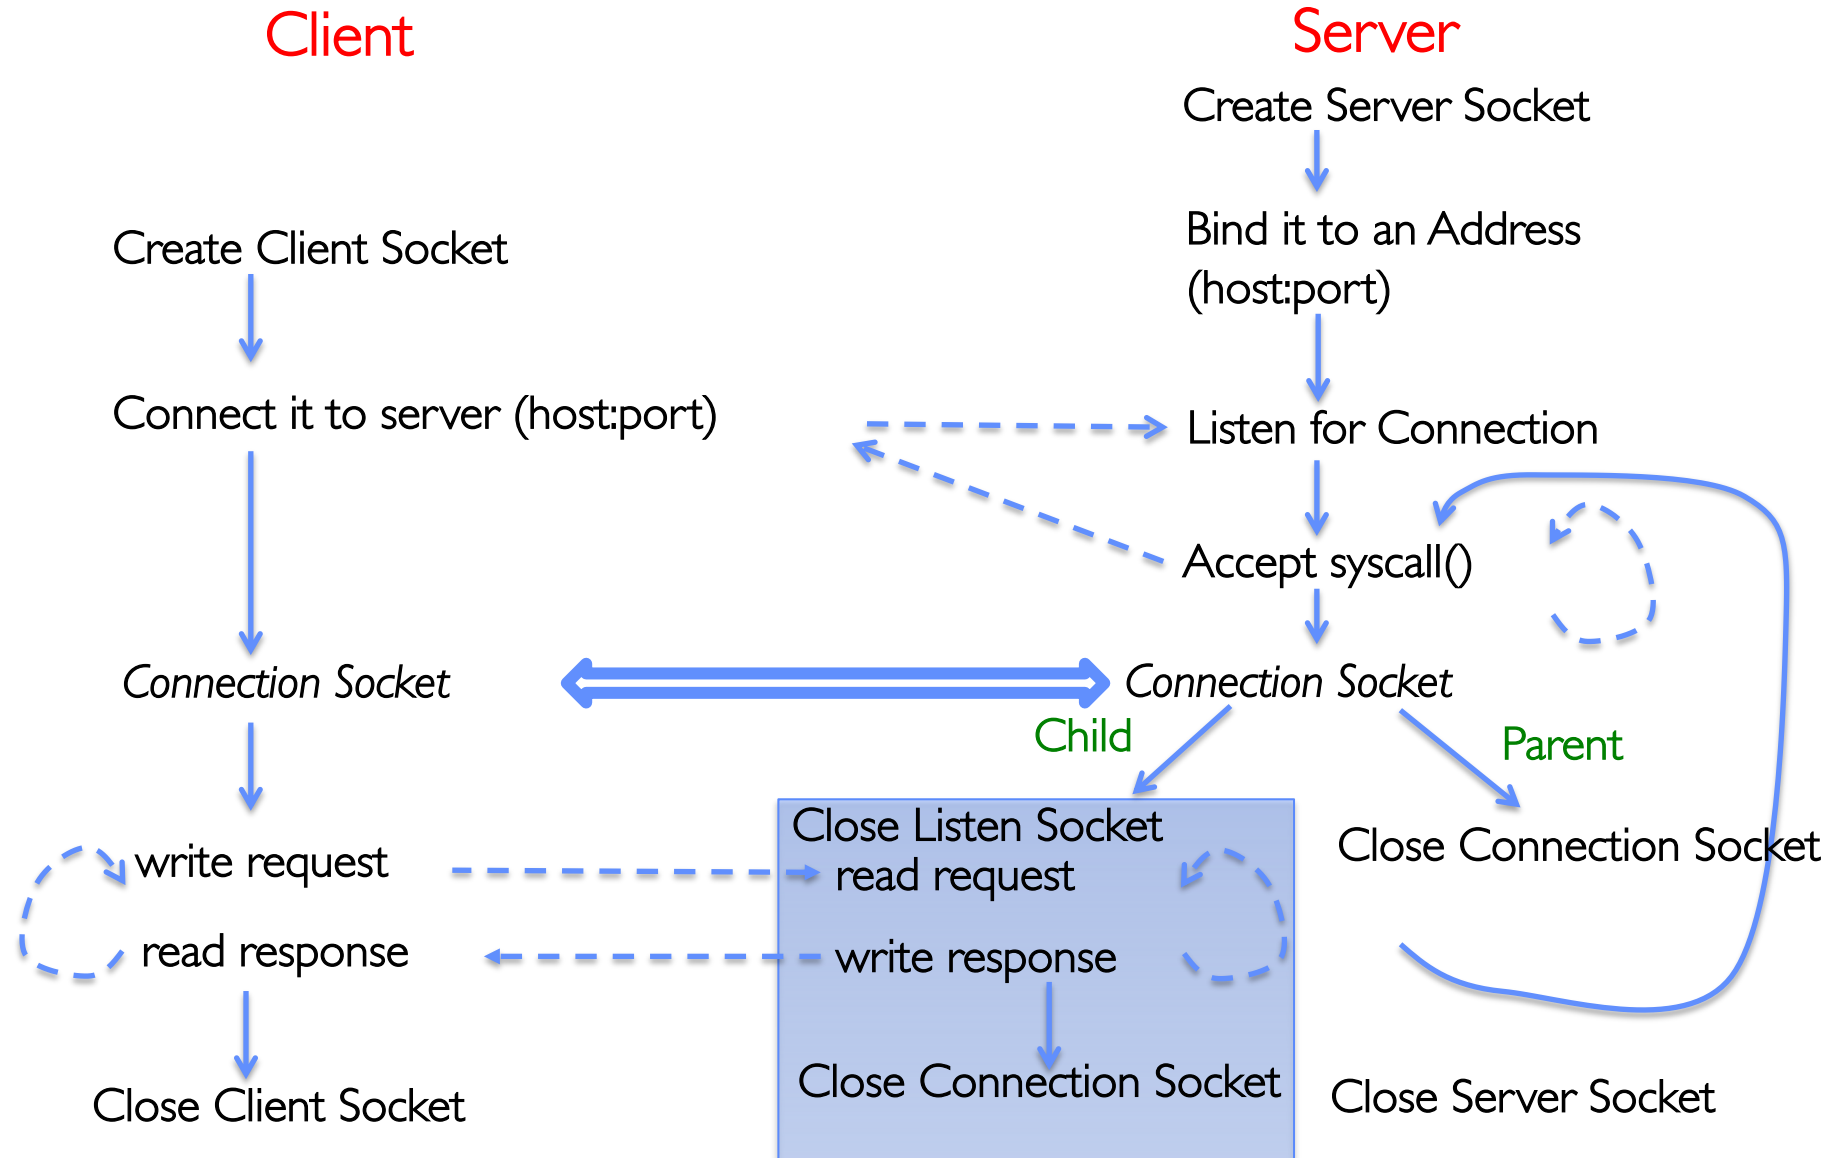 Client
Server
Create Server Socket
Bind it to an Address
(host:port)
Create Client Socket
Connect it to server (host:port)
Listen for Connection
Accept syscall()
Connection Socket
Connection Socket
Child
Parent
Close Listen Socket
write request
read request
Close Connection Socket
read response
write response
Close Client Socket
Close Connection Socket
Close Server Socket